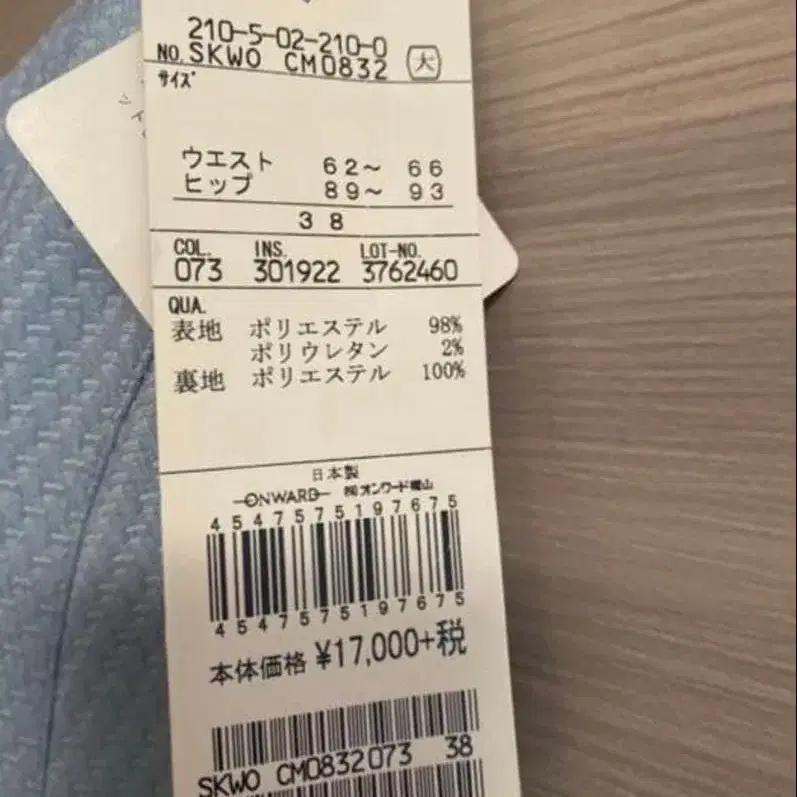 210-5-02-210-0
NO. SKWO CM0832 大
サイズ
ウエスト 62～ 66
ヒップ 89～ 93
38
COL. INS. LOT-NO.
073 301922 3762460
QUA.
表地 ポリエステル 98%
ポリウレタン 2%
裏地 ポリエステル 100%
日本製
ONWARD ㈱オンワード樫山
4547575197675
4547575197675
本体価格 ¥17,000+税
SKWO CM0832073 38